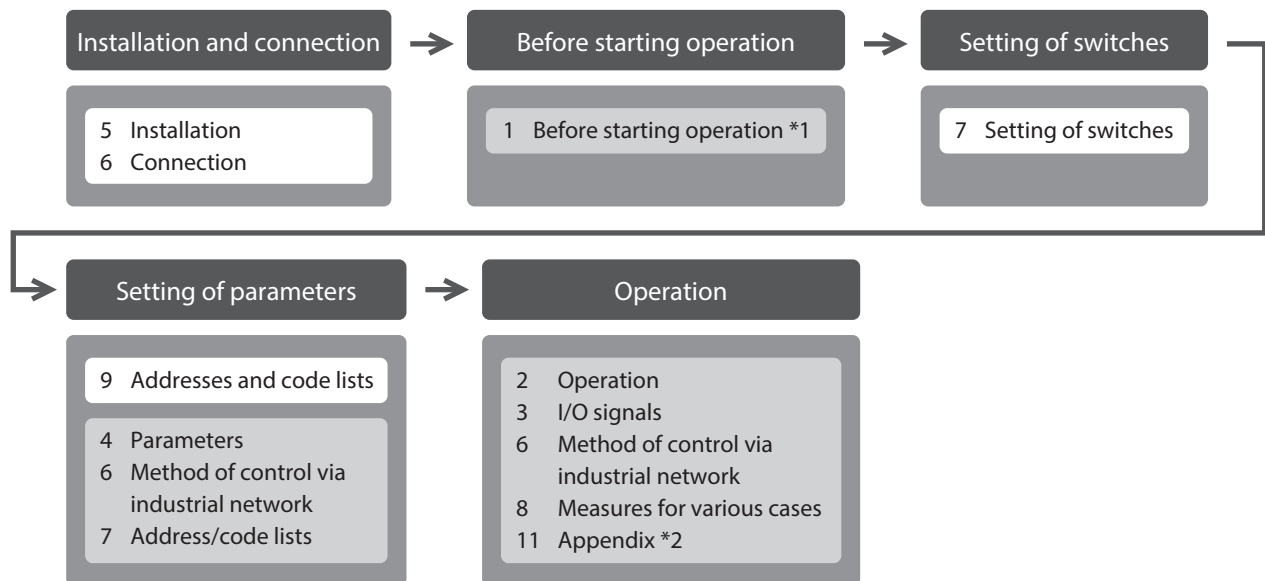 Installation and connection
Before starting operation
Setting of switches
5 Installation
6 Connection
1 Before starting operation *1
7 Setting of switches
Setting of parameters
Operation
9 Addresses and code lists
4 Parameters
6 Method of control via
industrial network
7 Address/code lists
2 Operation
3 I/O signals
6 Method of control via
industrial network
8 Measures for various cases
11 Appendix *2